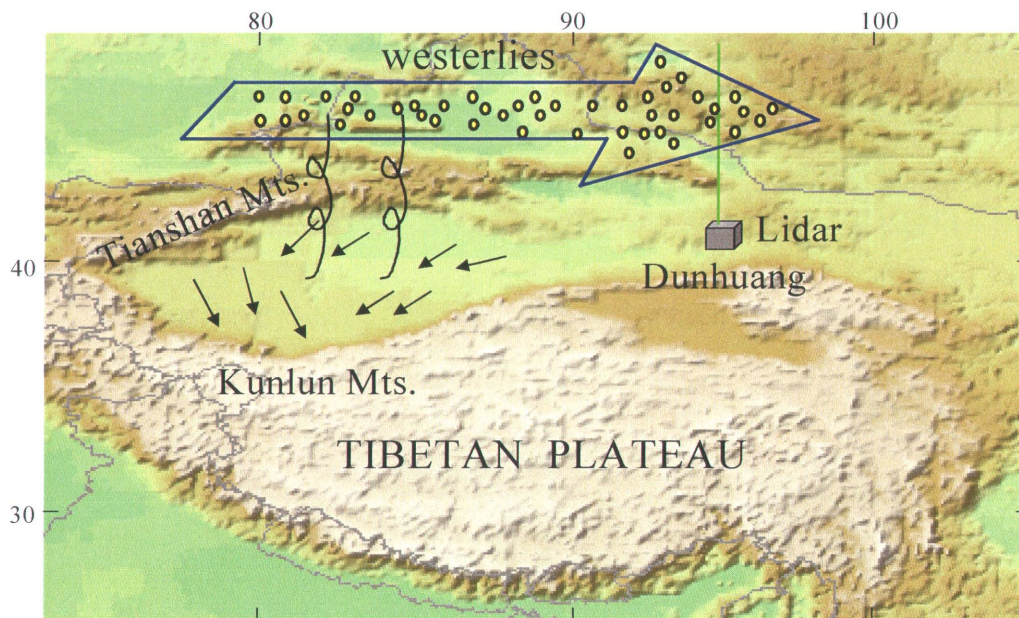 80 90 100
westerlies
Tianshan Mts.
Lidar
40
Dunhuang
Kunlun Mts.
TIBETAN PLATEAU
30